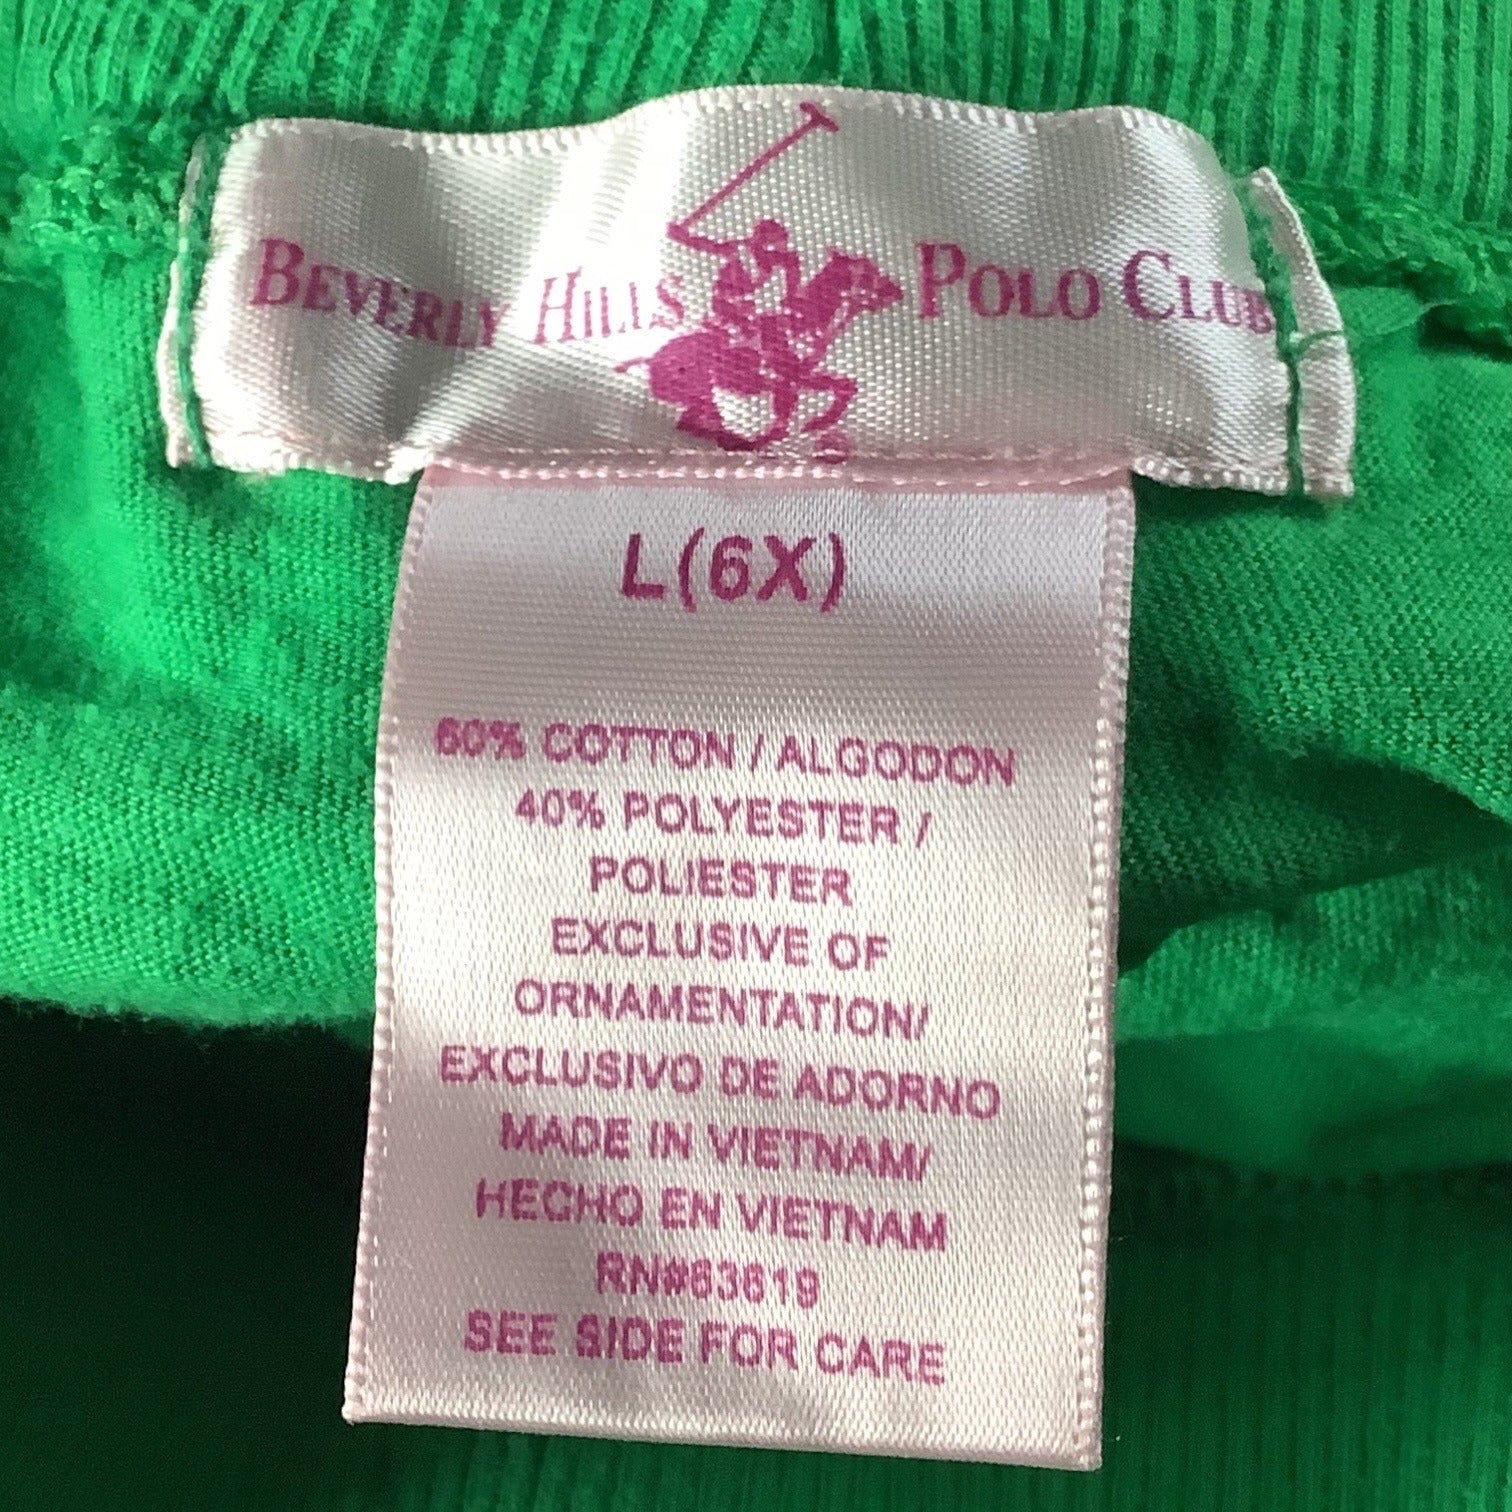 BEVERLY HILLS POLO CLUB
L(6X)
60% COTTON / ALGODON
40% POLYESTER /
POLIESTER
EXCLUSIVE OF
ORNAMENTATION/
EXCLUSIVO DE ADORNO
MADE IN VIETNAM/
HECHO EN VIETNAM
RN#63619
SEE SIDE FOR CARE